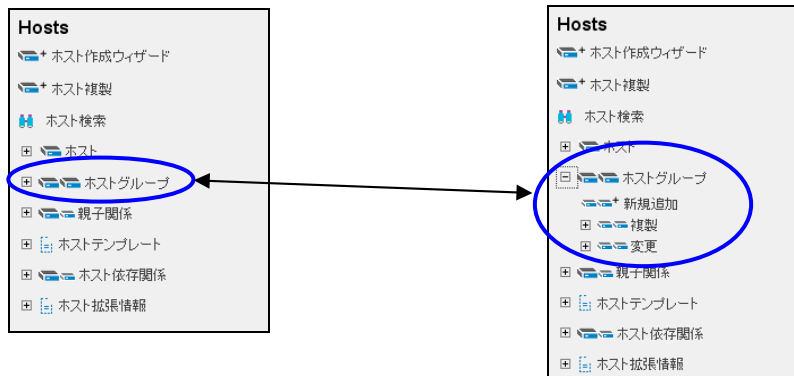 Hosts
ホスト作成ウィザード
ホスト複製
ホスト検索
ホスト
ホストグループ
親子関係
ホストテンプレート
ホスト依存関係
ホスト拡張情報
Hosts
ホスト作成ウィザード
ホスト複製
ホスト検索
ホスト
ホストグループ
新規追加
複製
変更
親子関係
ホストテンプレート
ホスト依存関係
ホスト拡張情報